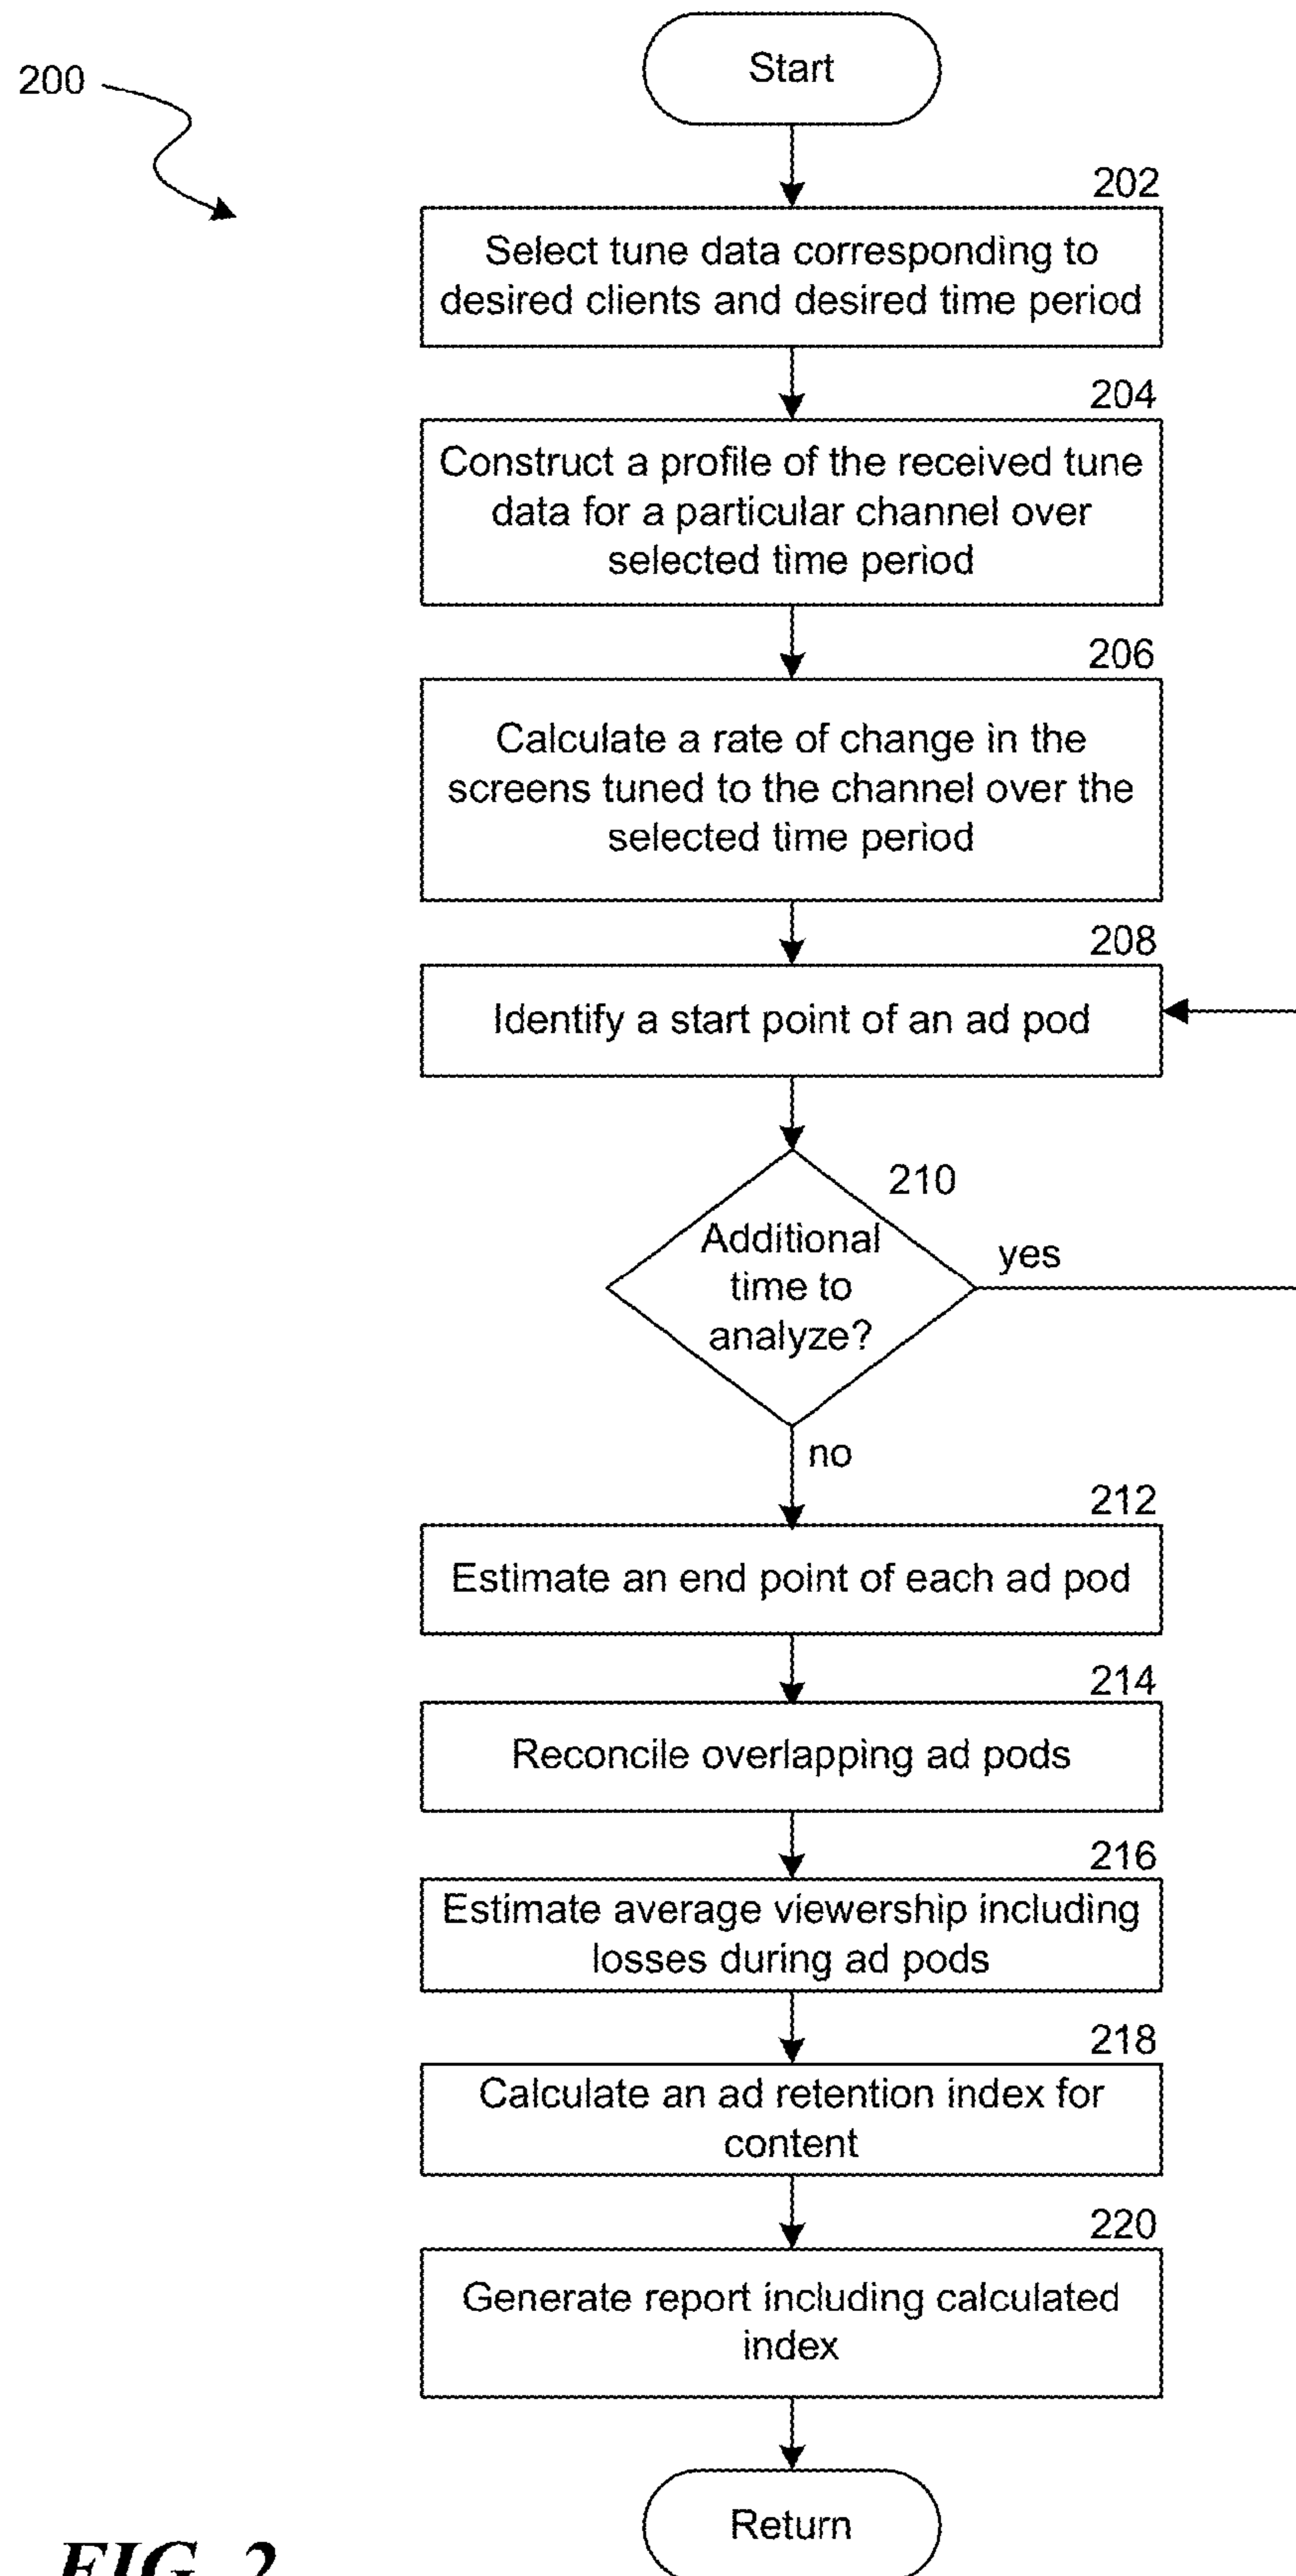 Start
200
202
Select tune data corresponding to
desired clients and desired time period
204
Construct a profile of the received tune
data for a particular channel over
selected time period
206
Calculate a rate of change in the
screens tuned to the channel over the
selected time period
208
Identify a start point of an ad pod
210
Additional
time to
analyze?
yes
no
212
Estimate an end point of each ad pod
214
Reconcile overlapping ad pods
216
Estimate average viewership including
losses during ad pods
218
Calculate an ad retention index for
content
220
Generate report including calculated
index
Return
FIG. 2